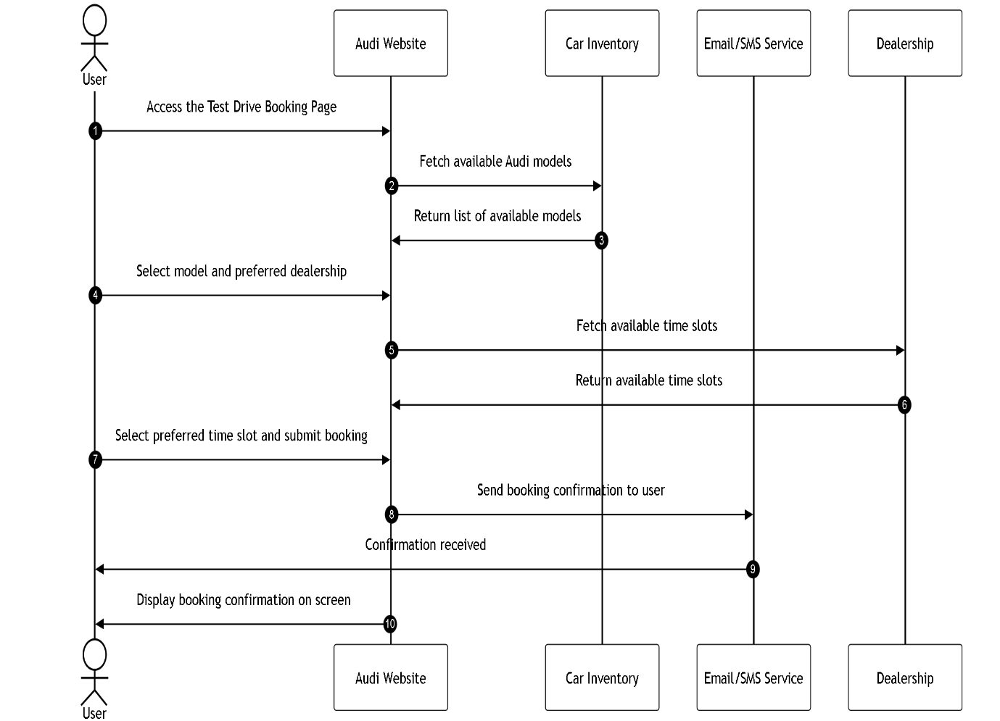 User
Audi Website
Car Inventory
Email/SMS Service
Dealership
Access the Test Drive Booking Page
1
Fetch available Audi models
2
Return list of available models
3
Select model and preferred dealership
4
Fetch available time slots
5
Return available time slots
6
Select preferred time slot and submit booking
7
Send booking confirmation to user
8
Confirmation received
9
Display booking confirmation on screen
10
User
Audi Website
Car Inventory
Email/SMS Service
Dealership